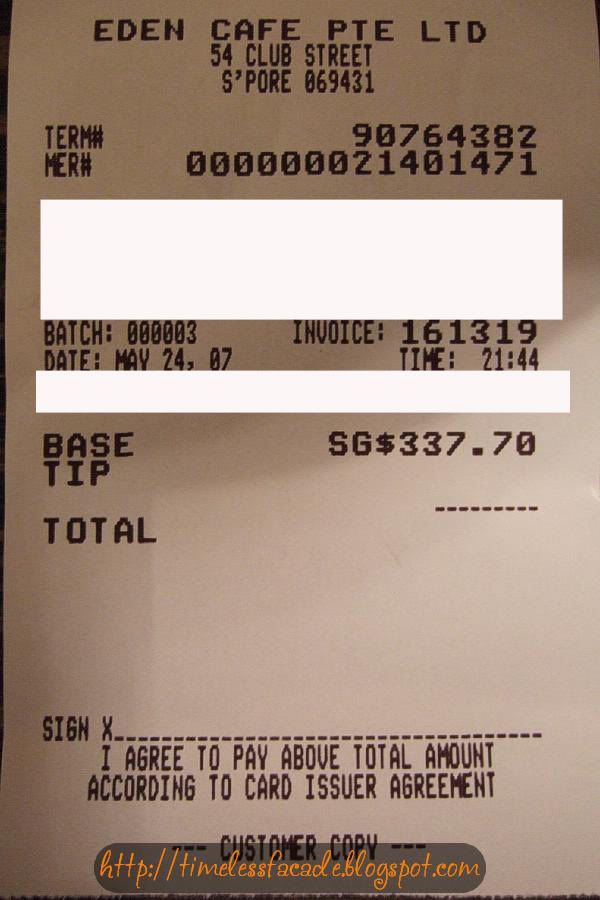 EDEN CAFE PTE LTD
54 CLUB STREET
S'PORE 069431
TERM# 90764382
MER# 000000021401471
BATCH: 000003 INVOICE: 161319
DATE: MAY 24, 07 TIME: 21:44
BASE SG$337.70
TIP
---------
TOTAL
SIGN X____________________________________
I AGREE TO PAY ABOVE TOTAL AMOUNT
ACCORDING TO CARD ISSUER AGREEMENT
--- CUSTOMER COPY ---
http://timelessfacade.blogspot.com